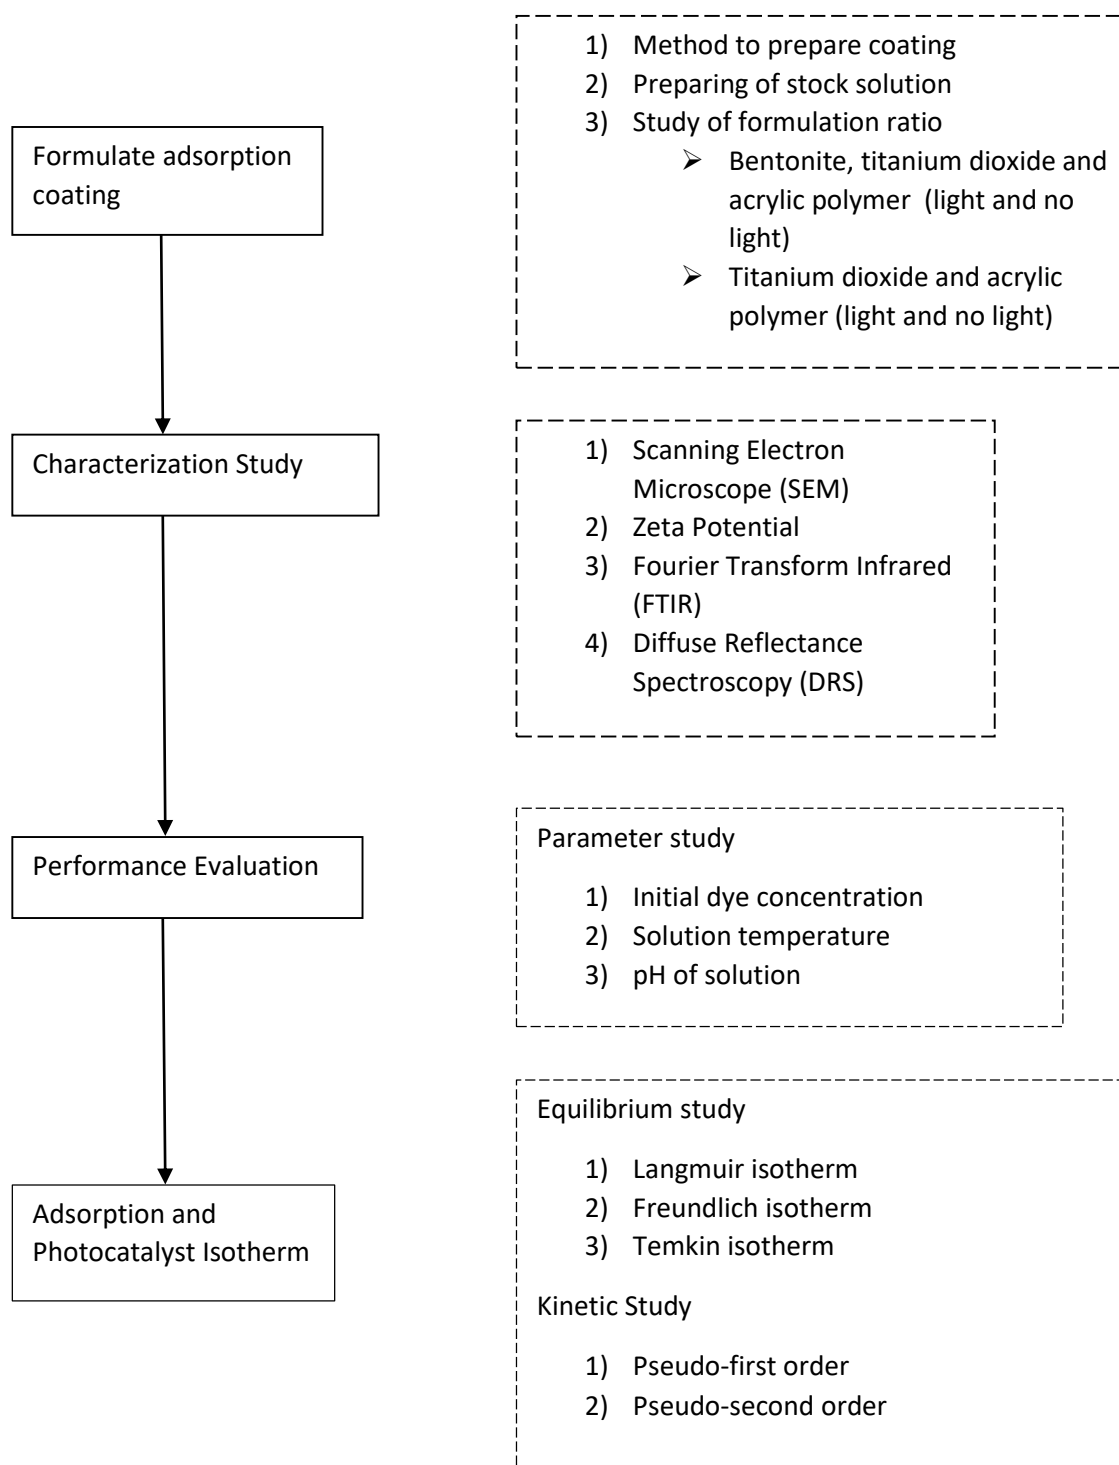 Formulate adsorption
coating
1) Method to prepare coating
2) Preparing of stock solution
3) Study of formulation ratio
➢ Bentonite, titanium dioxide and
acrylic polymer (light and no
light)
➢ Titanium dioxide and acrylic
polymer (light and no light)
Characterization Study
1) Scanning Electron
Microscope (SEM)
2) Zeta Potential
3) Fourier Transform Infrared
(FTIR)
4) Diffuse Reflectance
Spectroscopy (DRS)
Performance Evaluation
Parameter study
1) Initial dye concentration
2) Solution temperature
3) pH of solution
Adsorption and
Photocatalyst Isotherm
Equilibrium study
1) Langmuir isotherm
2) Freundlich isotherm
3) Temkin isotherm
Kinetic Study
1) Pseudo-first order
2) Pseudo-second order